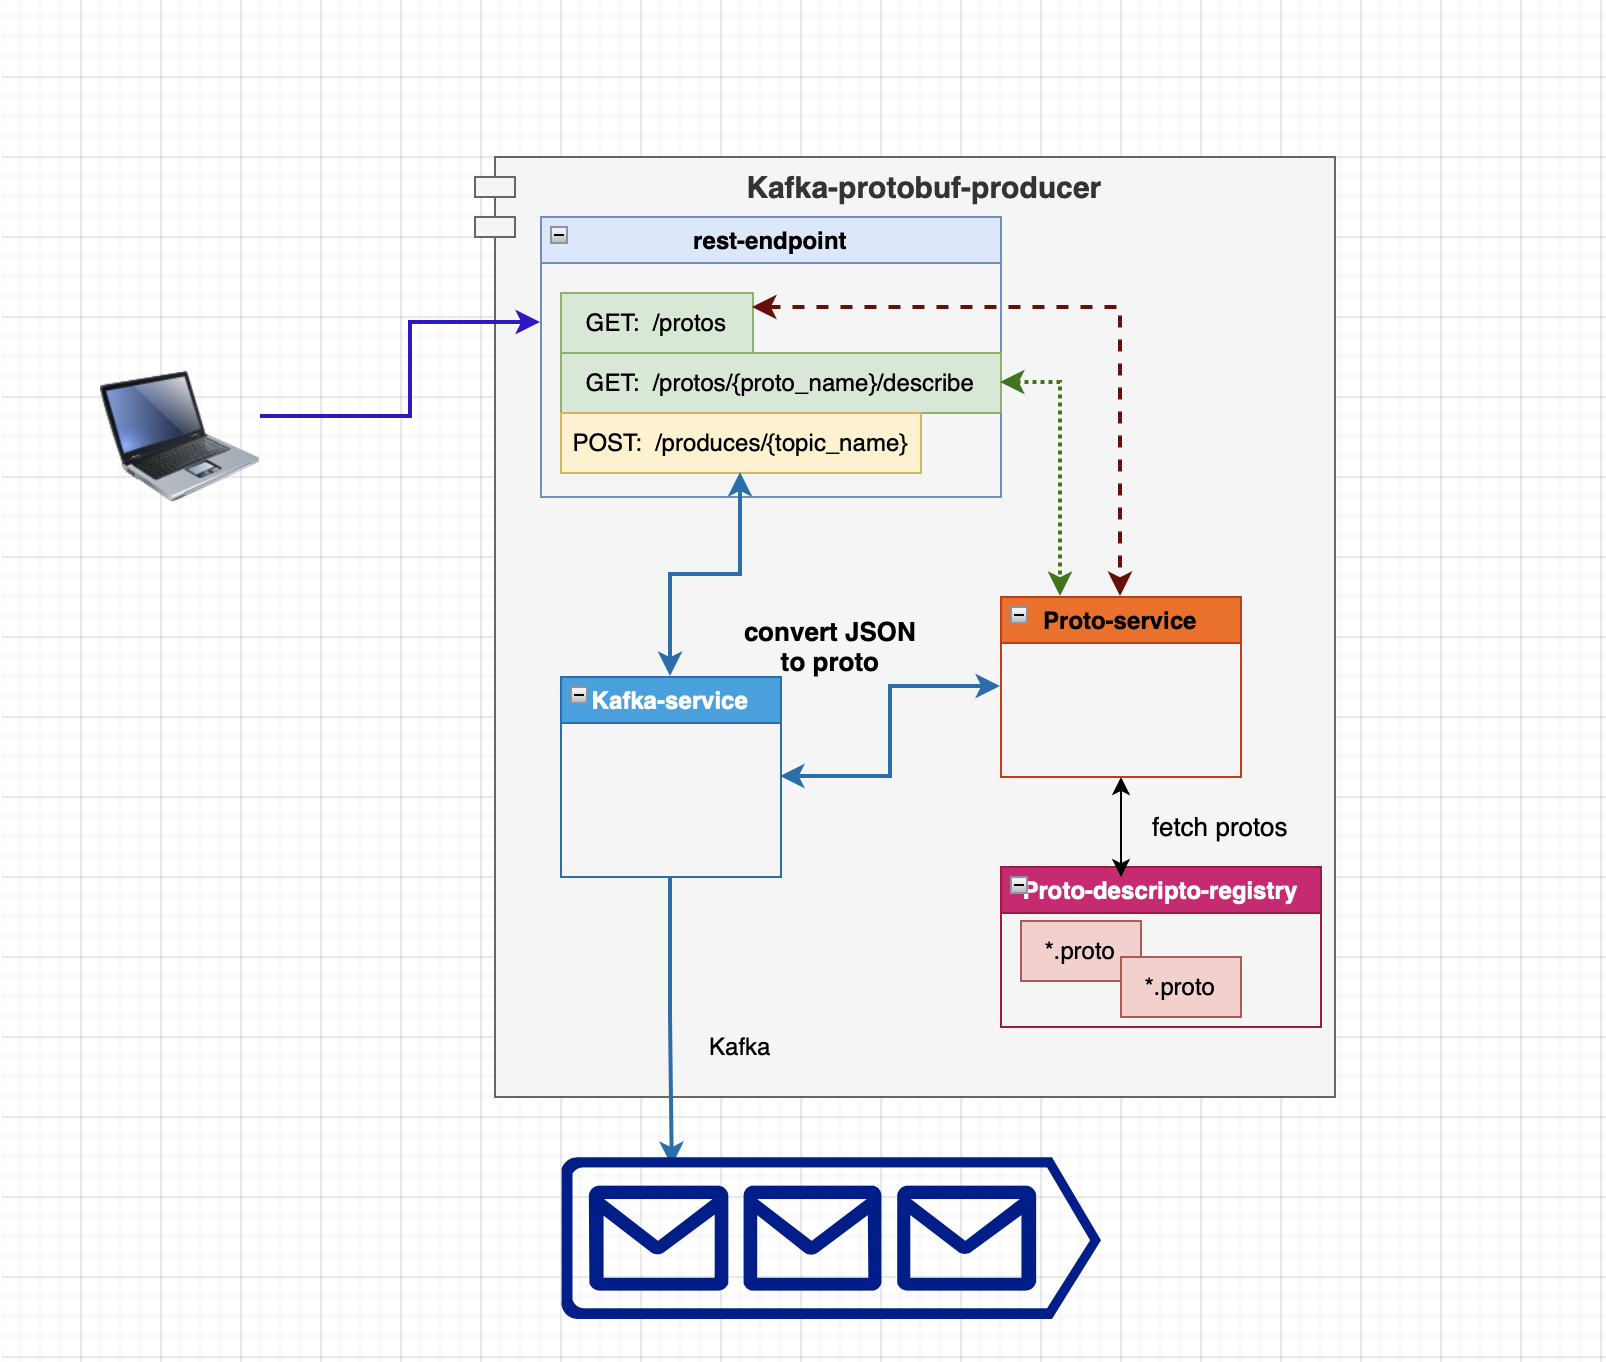 Kafka-protobuf-producer
rest-endpoint
GET: /protos
GET: /protos/{proto_name}/describe
POST: /produces/{topic_name}
convert JSON
to proto
Proto-service
Kafka-service
fetch protos
Proto-descripto-registry
*.proto
*.proto
Kafka